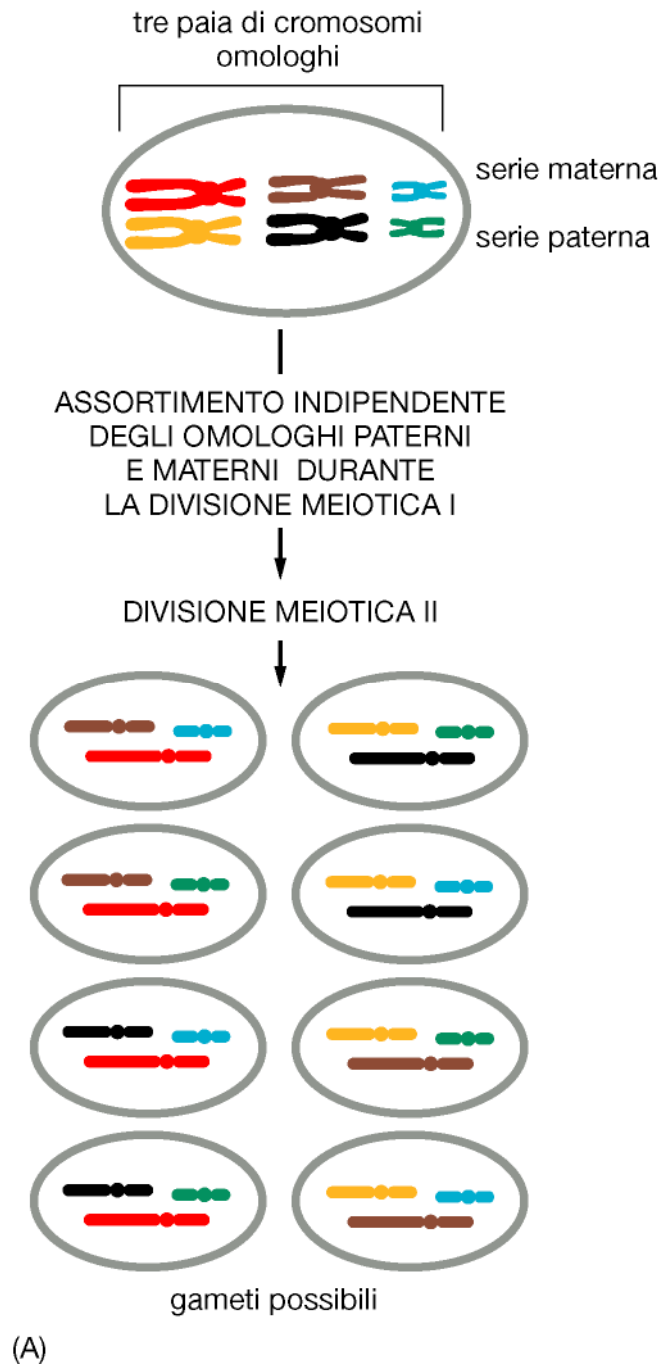 tre paia di cromosomi
omologhi
serie materna
serie paterna
ASSORTIMENTO INDIPENDENTE
DEGLI OMOLOGHI PATERNI
E MATERNI DURANTE
LA DIVISIONE MEIOTICA I
DIVISIONE MEIOTICA II
gameti possibili
(A)